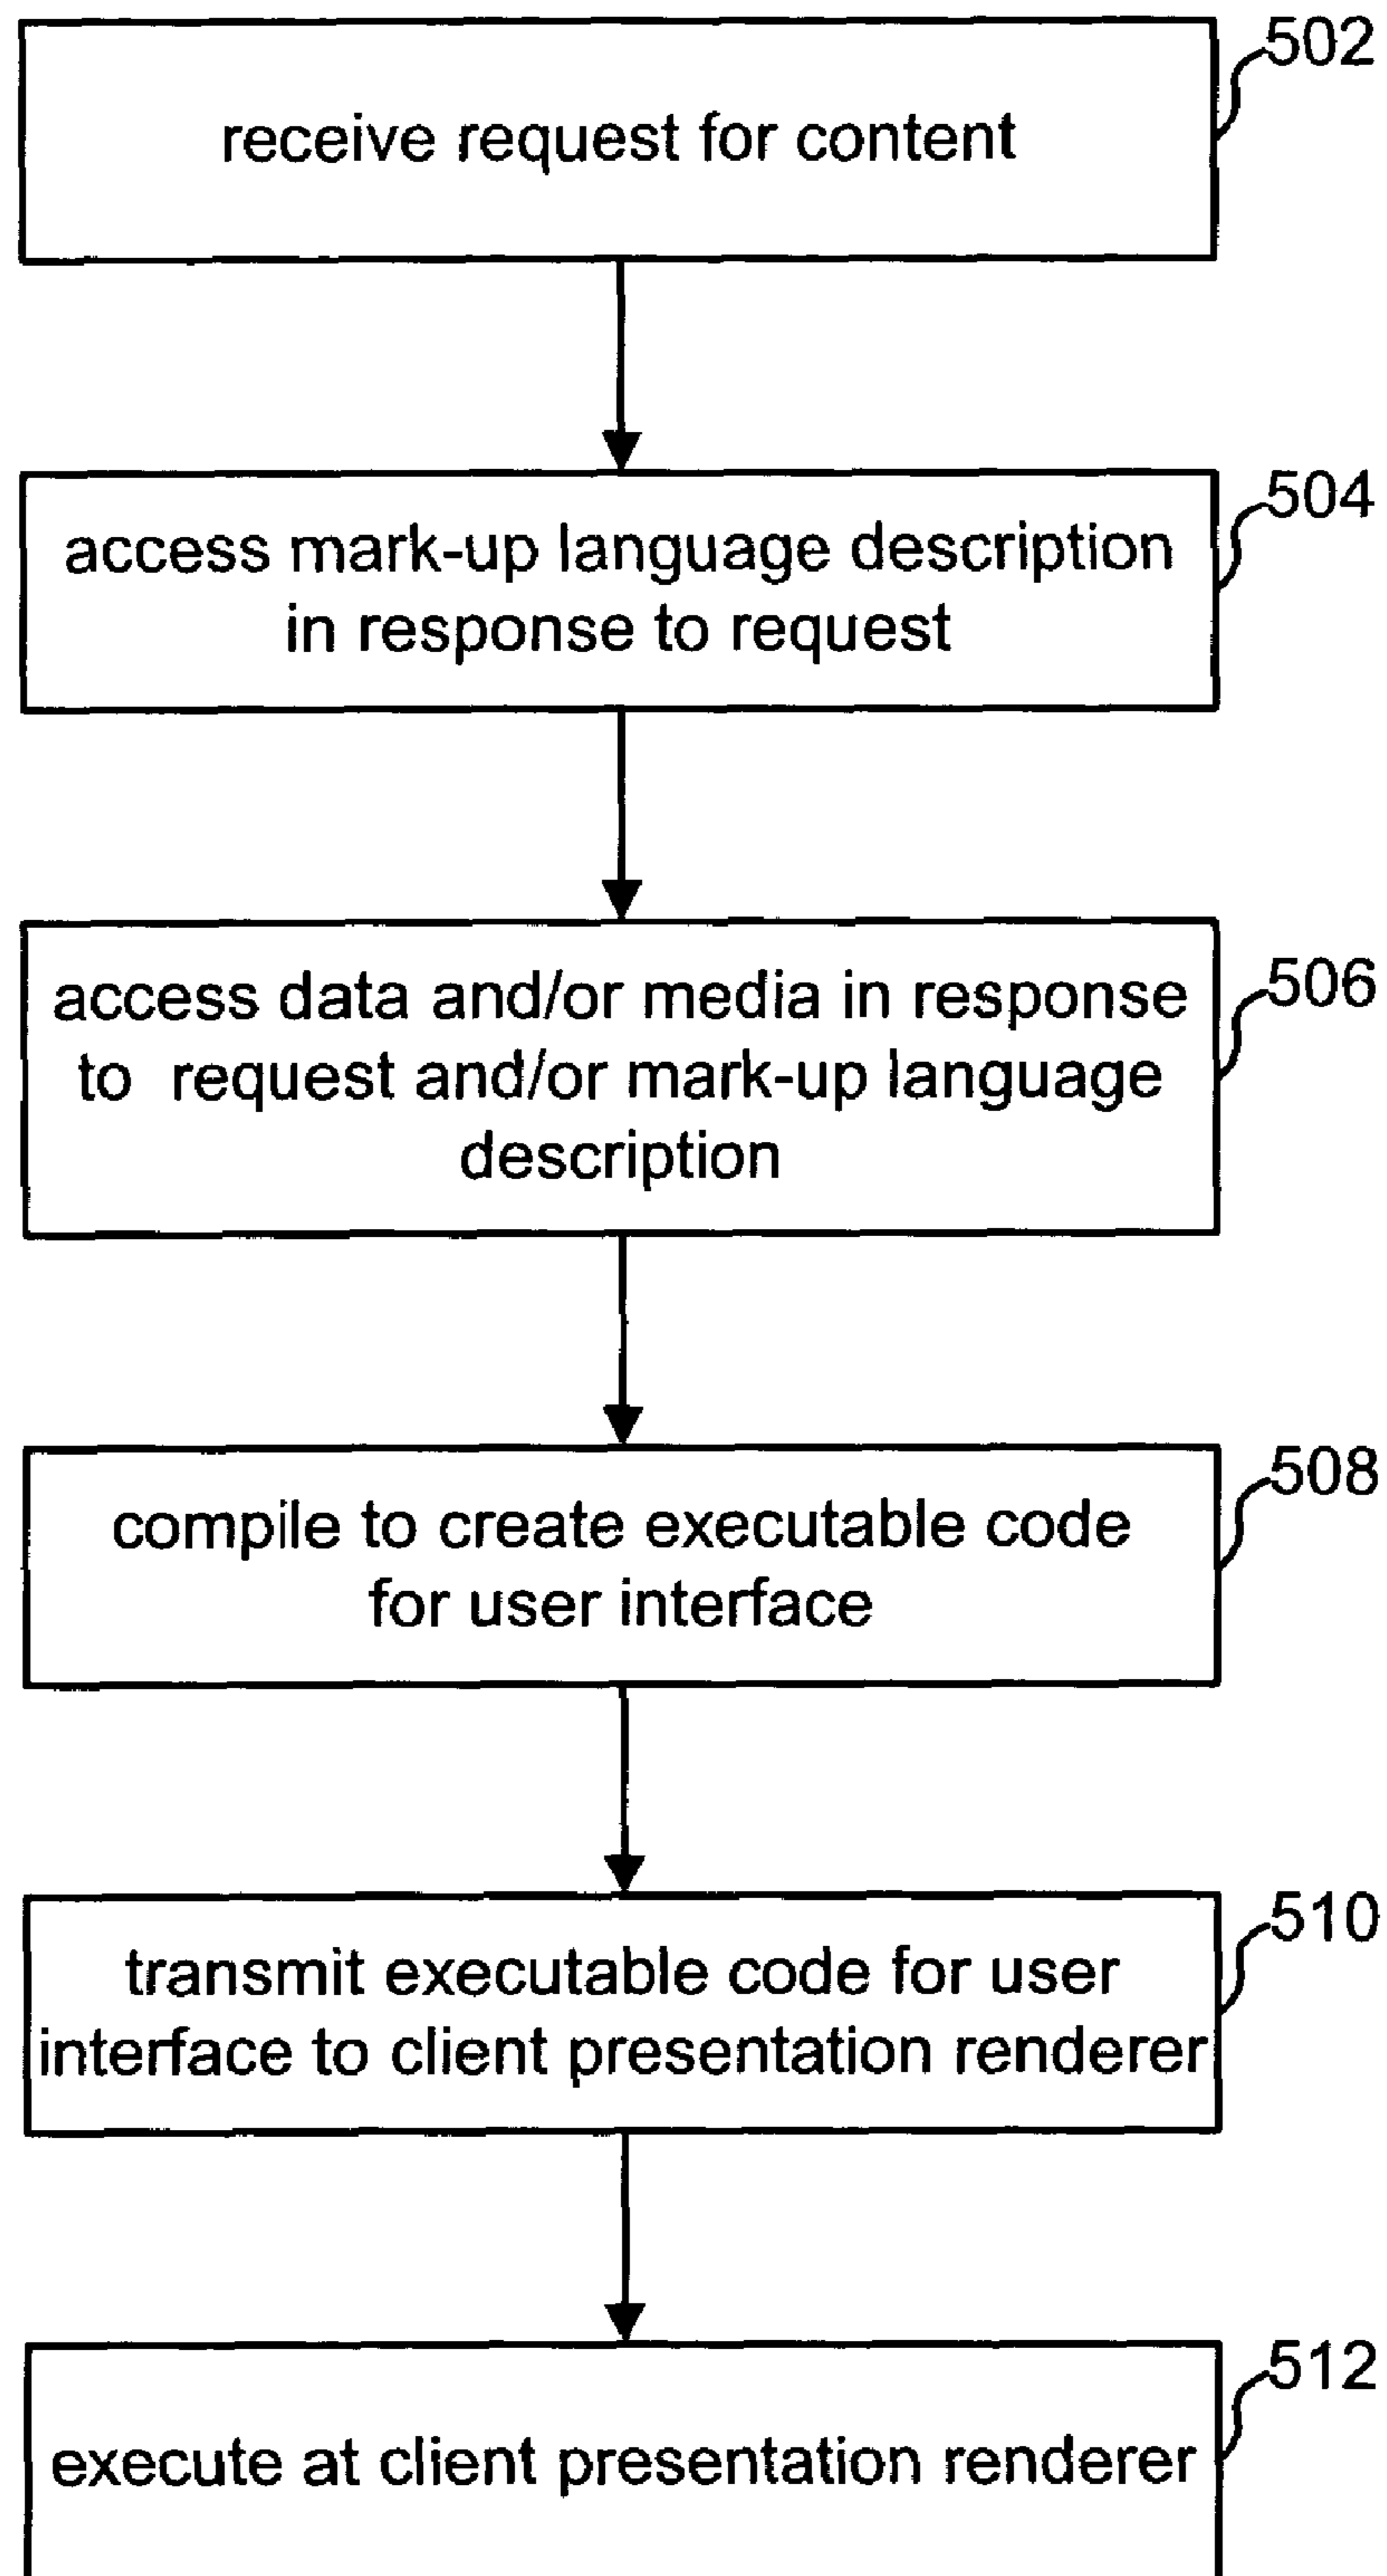 502
receive request for content
504
access mark-up language description
in response to request
506
access data and/or media in response
to request and/or mark-up language
description
508
compile to create executable code
for user interface
510
transmit executable code for user
interface to client presentation renderer
512
execute at client presentation renderer